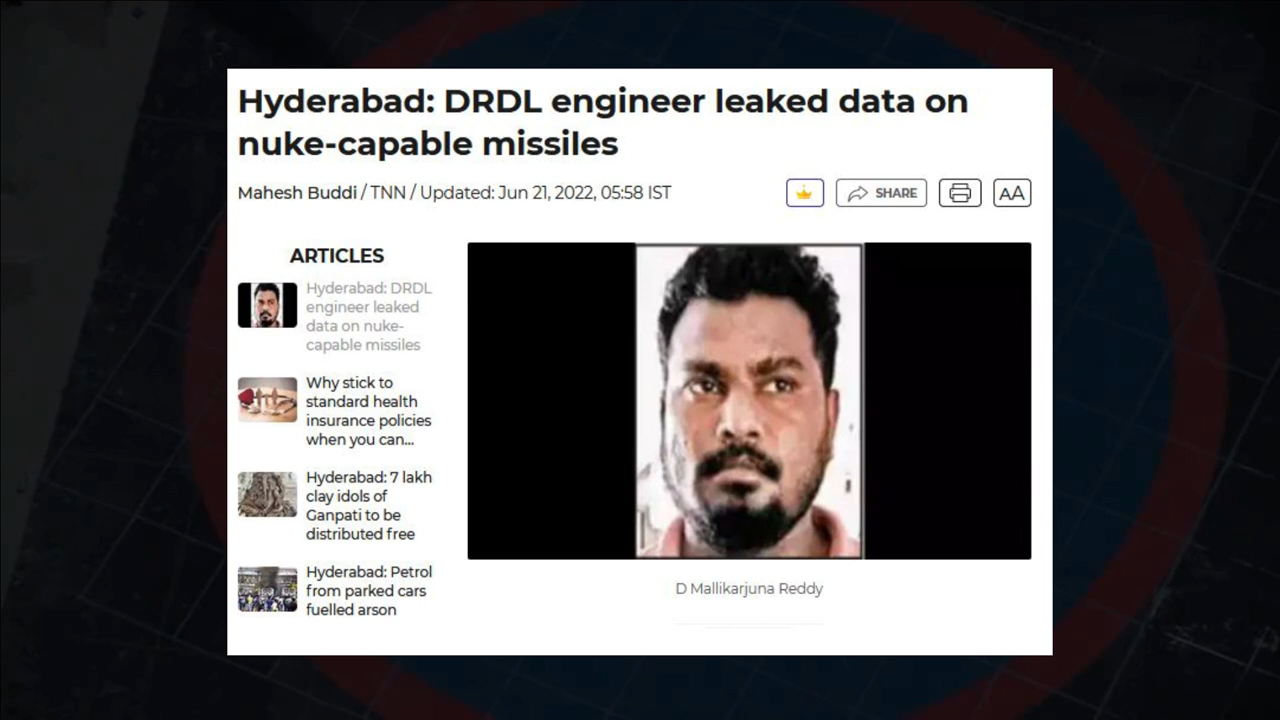 Hyderabad: DRDL engineer leaked data on
nuke-capable missiles
Mahesh Buddi / TNN / Updated: Jun 21, 2022, 05:58 IST
SHARE
AA
ARTICLES
Hyderabad: DRDL
engineer leaked
data on nuke-
capable missiles
Why stick to
standard health
insurance policies
when you can...
Hyderabad: 7 lakh
clay idols of
Ganpati to be
distributed free
Hyderabad: Petrol
from parked cars
fuelled arson
D Mallikarjuna Reddy